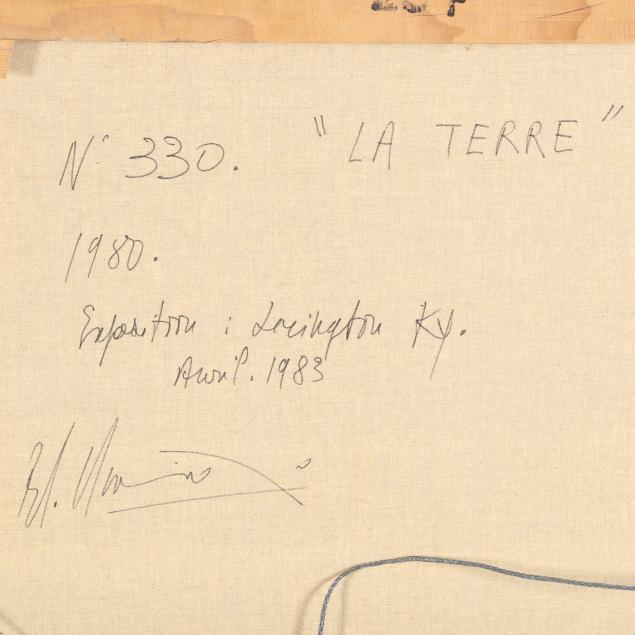 N° 330. "LA TERRE"
1980.
Exposition : Lexington Ky.
Avril. 1983